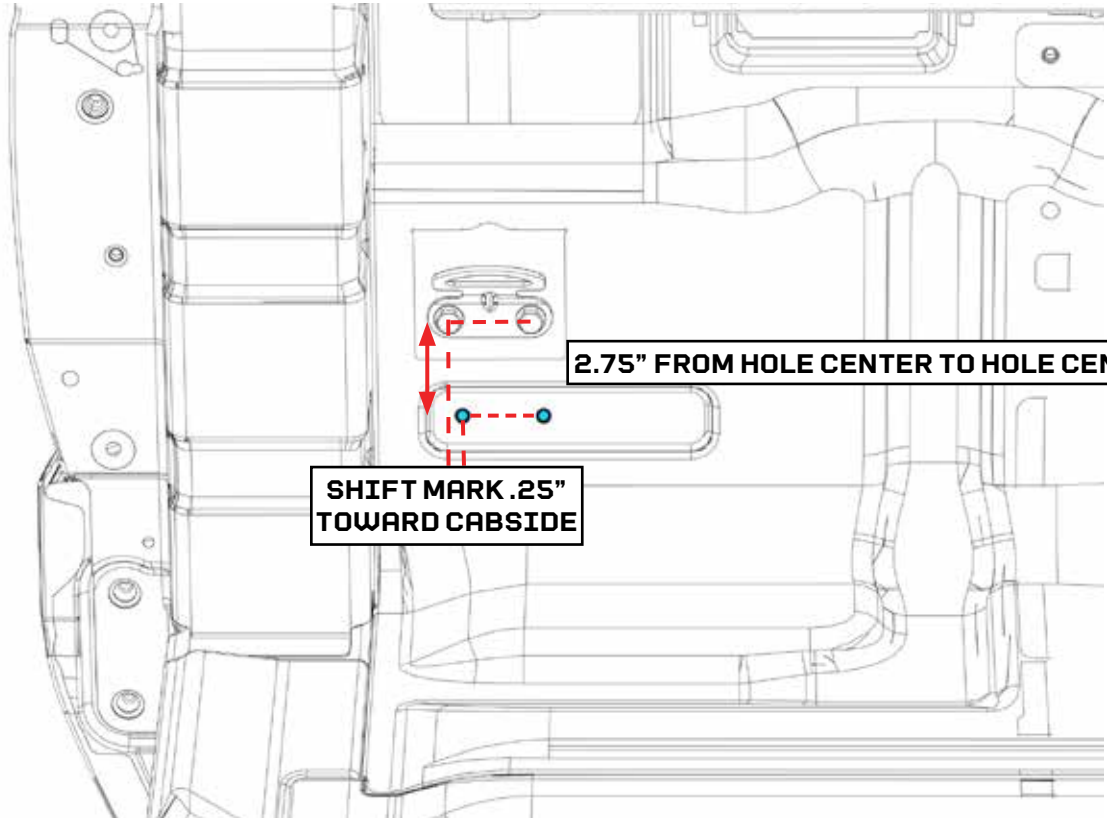 2.75” FROM HOLE CENTER TO HOLE CEN
SHIFT MARK .25”
TOWARD CABSIDE